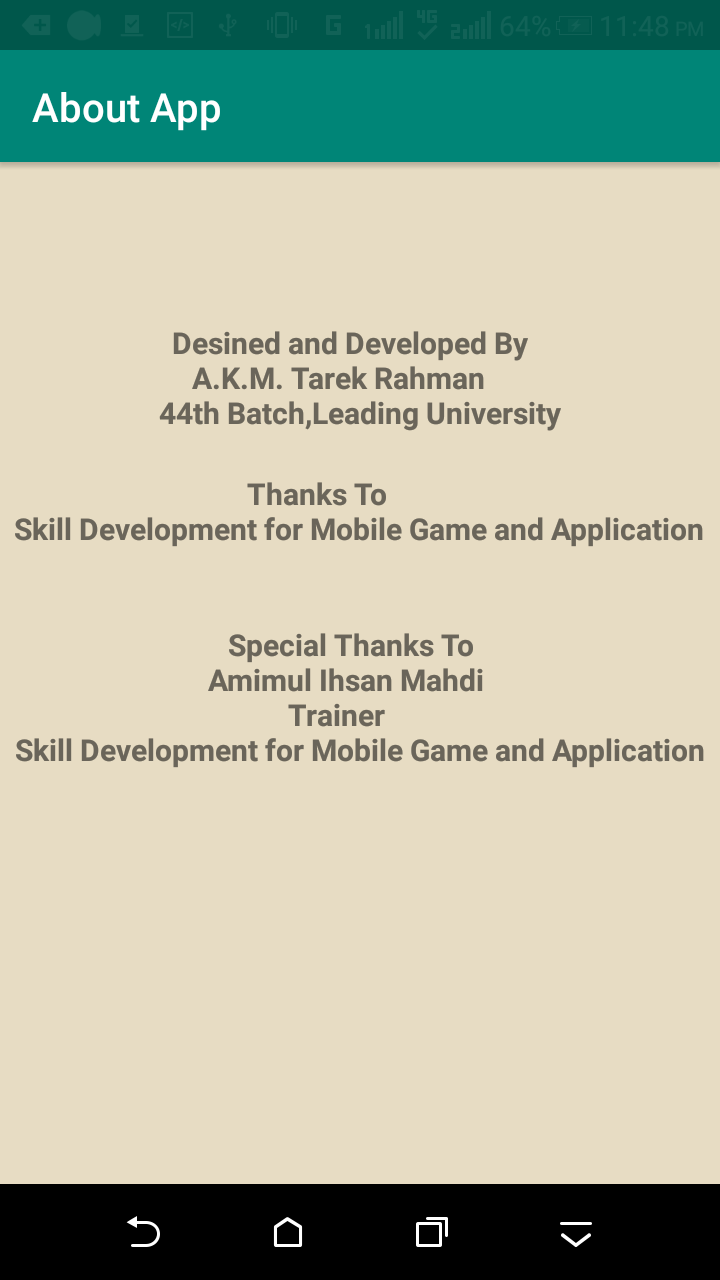 64% 11:48 PM
About App
Desined and Developed By
A.K.M. Tarek Rahman
44th Batch,Leading University
Thanks To
Skill Development for Mobile Game and Application
Special Thanks To
Amimul Ihsan Mahdi
Trainer
Skill Development for Mobile Game and Application